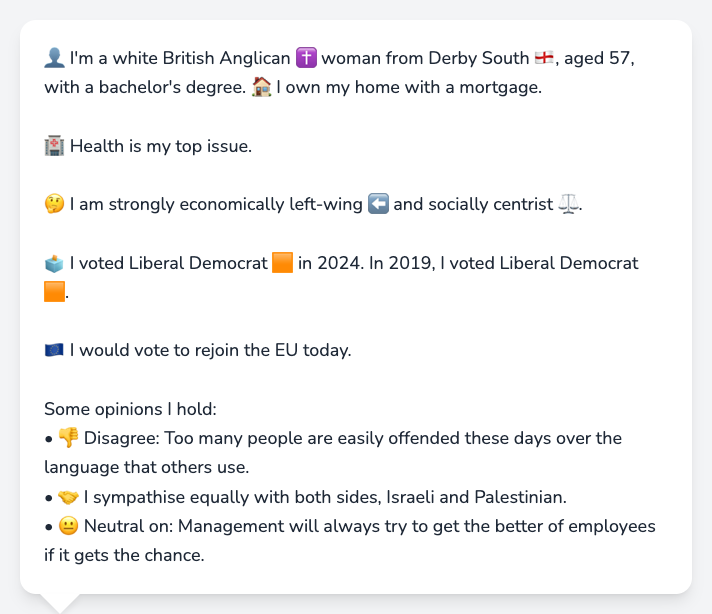 👤 I'm a white British Anglican ✝️ woman from Derby South 🏴󠁧󠁢󠁥󠁮󠁧󠁿, aged 57,
with a bachelor's degree. 🏠 I own my home with a mortgage.
🏥 Health is my top issue.
🤔 I am strongly economically left-wing ⬅️ and socially centrist ⚖️.
🗳️ I voted Liberal Democrat 🟧 in 2024. In 2019, I voted Liberal Democrat
🟧.
🇪🇺 I would vote to rejoin the EU today.
Some opinions I hold:
• 👎 Disagree: Too many people are easily offended these days over the
language that others use.
• 🤝 I sympathise equally with both sides, Israeli and Palestinian.
• 😐 Neutral on: Management will always try to get the better of employees
if it gets the chance.